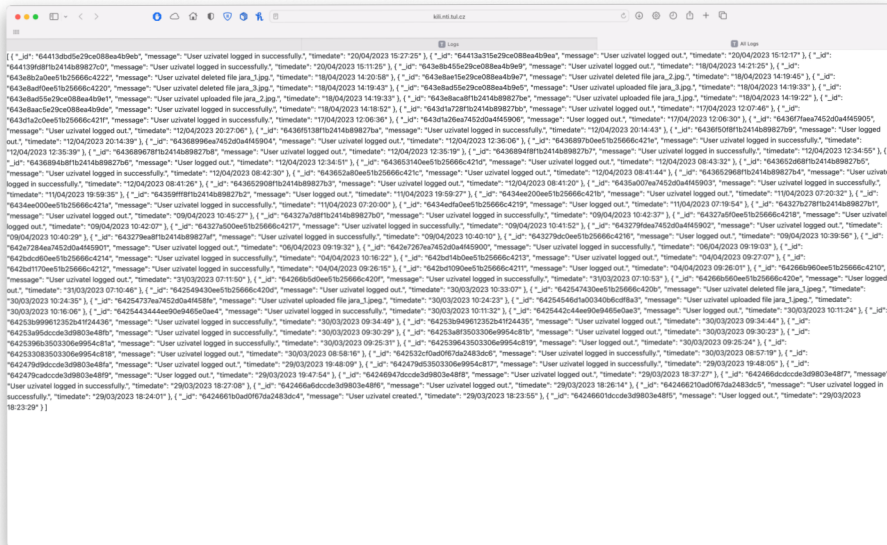 kili.nti.tul.cz
Logs
All Logs
[ { "_id": "64413dbd5e29ce088ea4b9eb", "message": "User uzivatel logged in successfully.", "timedate": "20/04/2023 15:27:25" }, { "_id": "64413a315e29ce088ea4b9ea", "message": "User uzivatel logged out.", "timedate": "20/04/2023 15:12:17" }, { "_id":
"644139fd8f1b2414b89827c0", "message": "User uzivatel logged in successfully.", "timedate": "20/04/2023 15:11:25" }, { "_id": "643e8b455e29ce088ea4b9e9", "message": "User uzivatel logged out.", "timedate": "18/04/2023 14:21:25" }, { "_id":
"643e8b2a0ee51b25666c4222", "message": "User uzivatel deleted file jara_1.jpg.", "timedate": "18/04/2023 14:20:58" }, { "_id": "643e8ae15e29ce088ea4b9e7", "message": "User uzivatel deleted file jara_2.jpg.", "timedate": "18/04/2023 14:19:45" }, { "_id":
"643e8adf0ee51b25666c4220", "message": "User uzivatel deleted file jara_3.jpg.", "timedate": "18/04/2023 14:19:43" }, { "_id": "643e8ad55e29ce088ea4b9e5", "message": "User uzivatel uploaded file jara_3.jpg.", "timedate": "18/04/2023 14:19:33" }, { "_id":
"643e8ad55e29ce088ea4b9e1", "message": "User uzivatel uploaded file jara_2.jpg.", "timedate": "18/04/2023 14:19:33" }, { "_id": "643e8aca8f1b2414b89827be", "message": "User uzivatel uploaded file jara_1.jpg.", "timedate": "18/04/2023 14:19:22" }, { "_id":
"643e8aac5e29ce088ea4b9de", "message": "User uzivatel logged in successfully.", "timedate": "18/04/2023 14:18:52" }, { "_id": "643d1a728f1b2414b89827bb", "message": "User uzivatel logged out.", "timedate": "17/04/2023 12:07:46" }, { "_id":
"643d1a2c0ee51b25666c421f", "message": "User uzivatel logged in successfully.", "timedate": "17/04/2023 12:06:36" }, { "_id": "643d1a26ea7452d0a4f45906", "message": "User uzivatel logged out.", "timedate": "17/04/2023 12:06:30" }, { "_id": "6436f7faea7452d0a4f45905",
"message": "User uzivatel logged out.", "timedate": "12/04/2023 20:27:06" }, { "_id": "6436f5138f1b2414b89827ba", "message": "User uzivatel logged in successfully.", "timedate": "12/04/2023 20:14:43" }, { "_id": "6436f50f8f1b2414b89827b9", "message": "User logged
out.", "timedate": "12/04/2023 20:14:39" }, { "_id": "64368996ea7452d0a4f45904", "message": "User logged out.", "timedate": "12/04/2023 12:36:06" }, { "_id": "6436897b0ee51b25666c421e", "message": "User uzivatel logged in successfully.", "timedate":
"12/04/2023 12:35:39" }, { "_id": "643689678f1b2414b89827b8", "message": "User uzivatel logged out.", "timedate": "12/04/2023 12:35:19" }, { "_id": "6436894f8f1b2414b89827b7", "message": "User uzivatel logged in successfully.", "timedate": "12/04/2023 12:34:55" }, {
"_id": "6436894b8f1b2414b89827b6", "message": "User logged out.", "timedate": "12/04/2023 12:34:51" }, { "_id": "643653140ee51b25666c421d", "message": "User uzivatel logged out.", "timedate": "12/04/2023 08:43:32" }, { "_id": "643652d68f1b2414b89827b5",
"message": "User uzivatel logged in successfully.", "timedate": "12/04/2023 08:42:30" }, { "_id": "643652a80ee51b25666c421c", "message": "User uzivatel logged out.", "timedate": "12/04/2023 08:41:44" }, { "_id": "643652968f1b2414b89827b4", "message": "User uzivatel
logged in successfully.", "timedate": "12/04/2023 08:41:26" }, { "_id": "643652908f1b2414b89827b3", "message": "User uzivatel logged out.", "timedate": "12/04/2023 08:41:20" }, { "_id": "6435a007ea7452d0a4f45903", "message": "User uzivatel logged in successfully.",
"timedate": "11/04/2023 19:59:35" }, { "_id": "64359fff8f1b2414b89827b2", "message": "User logged out.", "timedate": "11/04/2023 19:59:27" }, { "_id": "6434ee200ee51b25666c421b", "message": "User uzivatel logged out.", "timedate": "11/04/2023 07:20:32" }, { "_id":
"6434ee000ee51b25666c421a", "message": "User uzivatel logged in successfully.", "timedate": "11/04/2023 07:20:00" }, { "_id": "6434edfa0ee51b25666c4219", "message": "User logged out.", "timedate": "11/04/2023 07:19:54" }, { "_id": "64327b278f1b2414b89827b1",
"message": "User uzivatel logged out.", "timedate": "09/04/2023 10:45:27" }, { "_id": "64327a7d8f1b2414b89827b0", "message": "User uzivatel logged in successfully.", "timedate": "09/04/2023 10:42:37" }, { "_id": "64327a5f0ee51b25666c4218", "message": "User uzivatel
logged out.", "timedate": "09/04/2023 10:42:07" }, { "_id": "64327a500ee51b25666c4217", "message": "User uzivatel logged in successfully.", "timedate": "09/04/2023 10:41:52" }, { "_id": "643279fdea7452d0a4f45902", "message": "User uzivatel logged out.", "timedate":
"09/04/2023 10:40:29" }, { "_id": "643279ea8f1b2414b89827af", "message": "User uzivatel logged in successfully.", "timedate": "09/04/2023 10:40:10" }, { "_id": "643279dc0ee51b25666c4216", "message": "User logged out.", "timedate": "09/04/2023 10:39:56" }, { "_id":
"642e7284ea7452d0a4f45901", "message": "User uzivatel logged out.", "timedate": "06/04/2023 09:19:32" }, { "_id": "642e7267ea7452d0a4f45900", "message": "User uzivatel logged in successfully.", "timedate": "06/04/2023 09:19:03" }, { "_id":
"642bdcd60ee51b25666c4214", "message": "User uzivatel logged in successfully.", "timedate": "04/04/2023 10:16:22" }, { "_id": "642bd14b0ee51b25666c4213", "message": "User uzivatel logged out.", "timedate": "04/04/2023 09:27:07" }, { "_id":
"642bd1170ee51b25666c4212", "message": "User uzivatel logged in successfully.", "timedate": "04/04/2023 09:26:15" }, { "_id": "642bd1090ee51b25666c4211", "message": "User logged out.", "timedate": "04/04/2023 09:26:01" }, { "_id": "64266b960ee51b25666c4210",
"message": "User uzivatel logged out.", "timedate": "31/03/2023 07:11:50" }, { "_id": "64266b5d0ee51b25666c420f", "message": "User uzivatel logged in successfully.", "timedate": "31/03/2023 07:10:53" }, { "_id": "64266b560ee51b25666c420e", "message": "User logged
out.", "timedate": "31/03/2023 07:10:46" }, { "_id": "642549430ee51b25666c420d", "message": "User uzivatel logged out.", "timedate": "30/03/2023 10:33:07" }, { "_id": "642547430ee51b25666c420b", "message": "User uzivatel deleted file jara_1.jpeg.", "timedate":
"30/03/2023 10:24:35" }, { "_id": "64254737ea7452d0a4f458fe", "message": "User uzivatel uploaded file jara_1.jpeg.", "timedate": "30/03/2023 10:24:23" }, { "_id": "64254546d1a00340b6cdf8a3", "message": "User uzivatel uploaded file jara_1.jpeg.", "timedate":
"30/03/2023 10:16:06" }, { "_id": "6425443444ee90e9465e0ae4", "message": "User uzivatel logged in successfully.", "timedate": "30/03/2023 10:11:32" }, { "_id": "6425442c44ee90e9465e0ae3", "message": "User logged out.", "timedate": "30/03/2023 10:11:24" }, { "_id":
"64253b999612352b41f24436", "message": "User uzivatel logged in successfully.", "timedate": "30/03/2023 09:34:49" }, { "_id": "64253b949612352b41f24435", "message": "User uzivatel logged out.", "timedate": "30/03/2023 09:34:44" }, { "_id":
"64253a95dccde3d9803e48fb", "message": "User uzivatel logged in successfully.", "timedate": "30/03/2023 09:30:29" }, { "_id": "64253a8f3503306e9954c81b", "message": "User uzivatel logged out.", "timedate": "30/03/2023 09:30:23" }, { "_id":
"6425396b3503306e9954c81a", "message": "User uzivatel logged in successfully.", "timedate": "30/03/2023 09:25:31" }, { "_id": "642539643503306e9954c819", "message": "User logged out.", "timedate": "30/03/2023 09:25:24" }, { "_id":
"642533083503306e9954c818", "message": "User uzivatel logged out.", "timedate": "30/03/2023 08:58:16" }, { "_id": "642532cf0ad0f67da2483dc6", "message": "User uzivatel logged in successfully.", "timedate": "30/03/2023 08:57:19" }, { "_id":
"642479d9dccde3d9803e48fa", "message": "User uzivatel logged out.", "timedate": "29/03/2023 19:48:09" }, { "_id": "642479d53503306e9954c817", "message": "User uzivatel logged in successfully.", "timedate": "29/03/2023 19:48:05" }, { "_id":
"642479cadccde3d9803e48f9", "message": "User logged out.", "timedate": "29/03/2023 19:47:54" }, { "_id": "64246947dccde3d9803e48f8", "message": "User uzivatel logged out.", "timedate": "29/03/2023 18:37:27" }, { "_id": "642466dcdccde3d9803e48f7", "message":
"User uzivatel logged in successfully.", "timedate": "29/03/2023 18:27:08" }, { "_id": "642466a6dccde3d9803e48f6", "message": "User uzivatel logged out.", "timedate": "29/03/2023 18:26:14" }, { "_id": "642466210ad0f67da2483dc5", "message": "User uzivatel logged in
successfully.", "timedate": "29/03/2023 18:24:01" }, { "_id": "6424661b0ad0f67da2483dc4", "message": "User uzivatel created.", "timedate": "29/03/2023 18:23:55" }, { "_id": "64246601dccde3d9803e48f5", "message": "User logged out.", "timedate": "29/03/2023
18:23:29" } ]